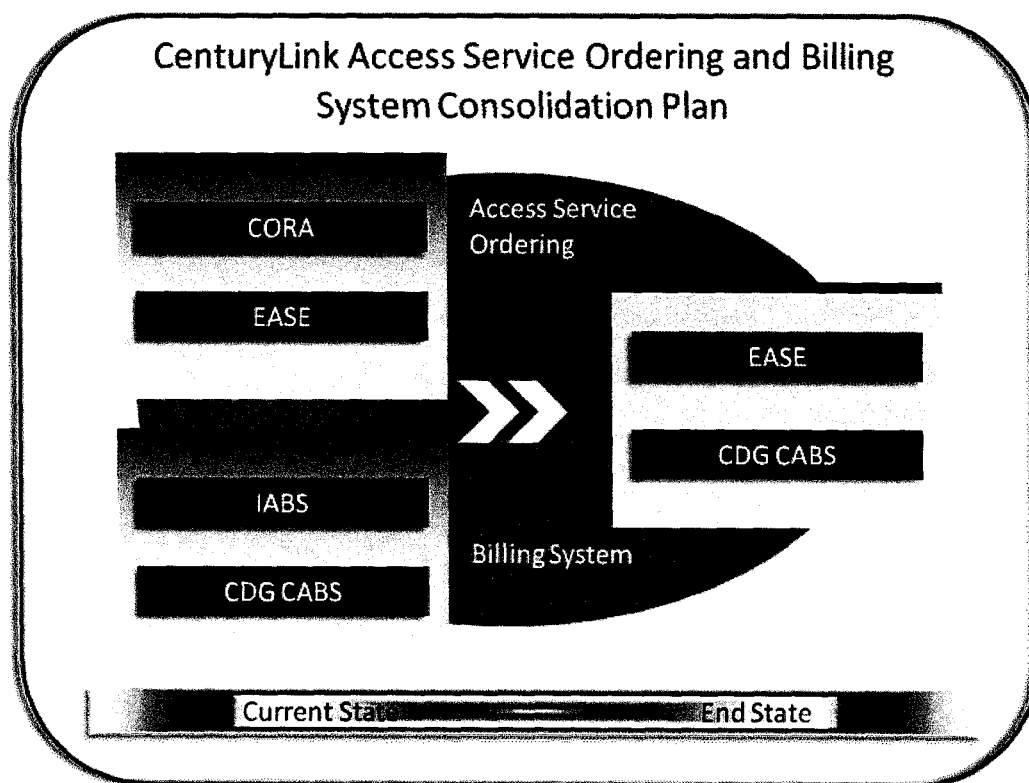 CenturyLink Access Service Ordering and Billing
System Consolidation Plan
CORA
EASE
IABS
CDG CABS
Access Service
Ordering
Billing System
EASE
CDG CABS
Current State
End State